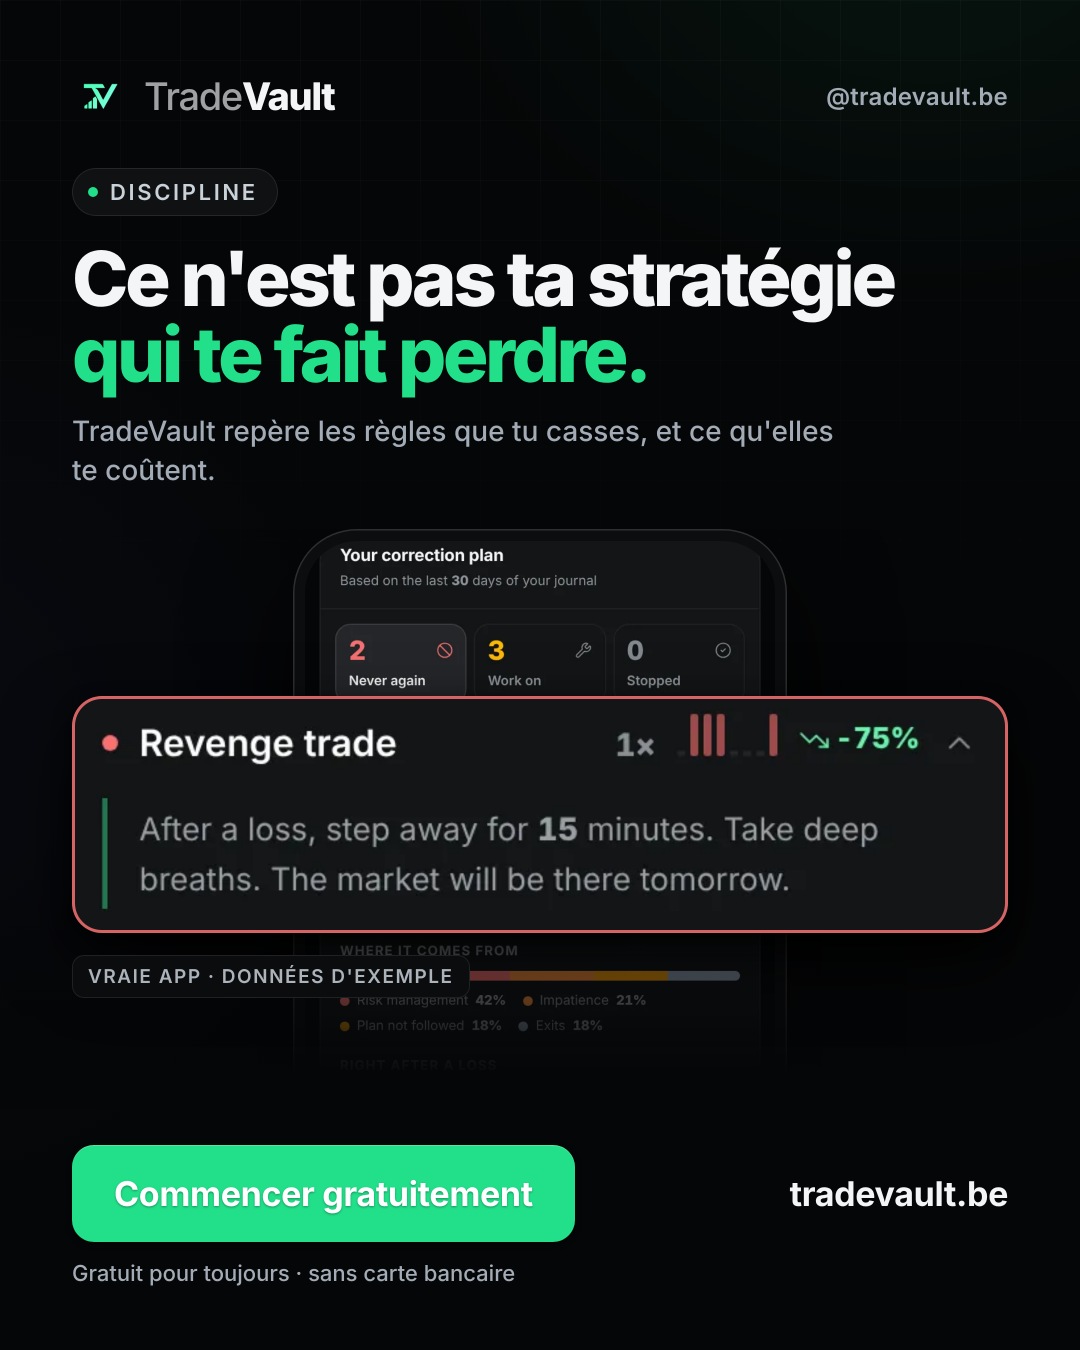 TradeVault
@tradevault.be
DISCIPLINE
Ce n'est pas ta stratégie
qui te fait perdre.
TradeVault repère les règles que tu casses, et ce qu'elles
te coûtent.
Your correction plan
Based on the last 30 days of your journal
2 3 0
Never again Work on Stopped
Revenge trade 1x -75%
After a loss, step away for 15 minutes. Take deep
breaths. The market will be there tomorrow.
WHERE IT COMES FROM
VRAIE APP · DONNÉES D'EXEMPLE
Risk management 42% Impatience 21%
Plan not followed 18% Exits 18%
RIGHT AFTER A LOSS
Commencer gratuitement
tradevault.be
Gratuit pour toujours · sans carte bancaire